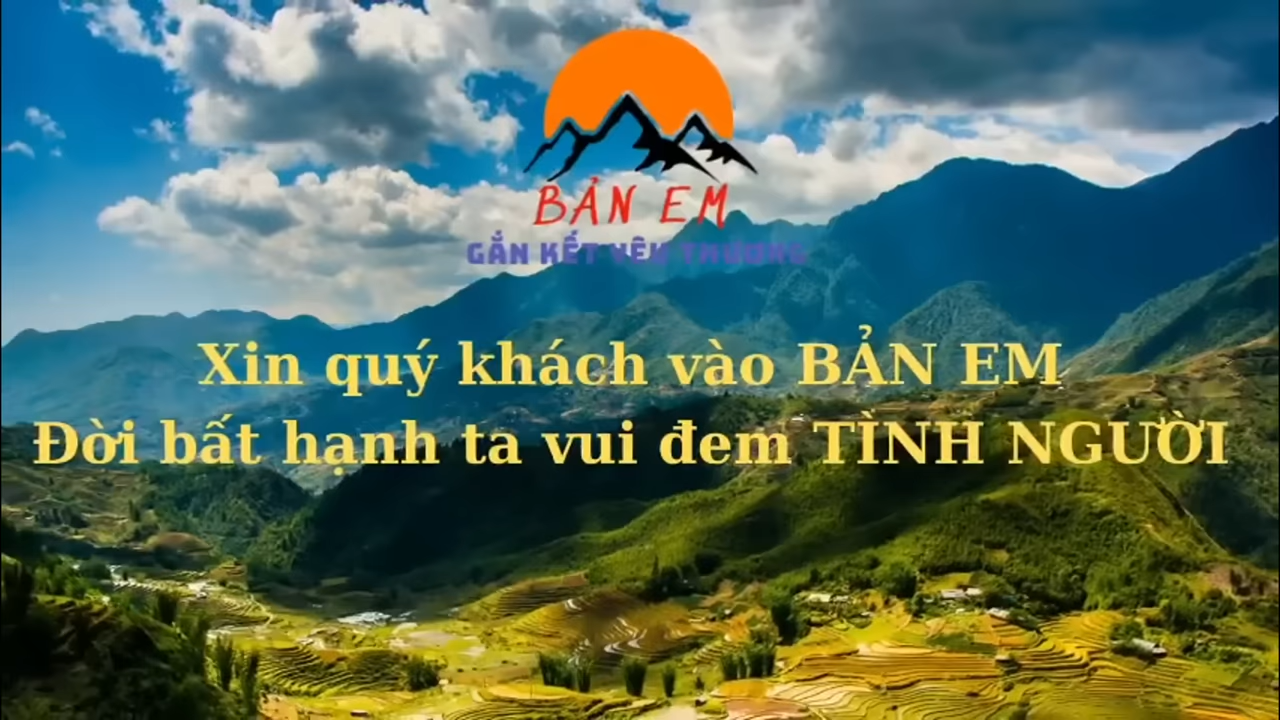 BẢN EM
GẮN KẾT YÊU THƯƠNG
Xin quý khách vào BẢN EM
Đời bất hạnh ta vui đem TÌNH NGƯỜI